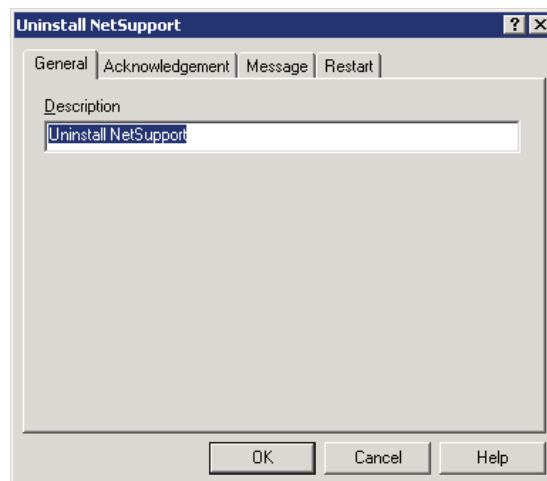 Uninstall NetSupport
General Acknowledgement Message Restart
Description
Uninstall NetSupport
OK Cancel Help